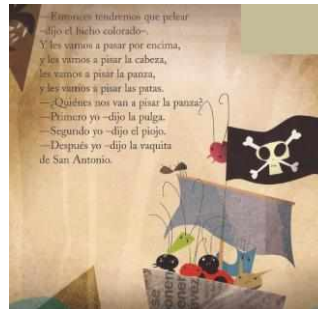 —Entonces tendremos que pelear
–dijo el bicho colorado–.
Y les vamos a pasar por encima,
y les vamos a pisar la cabeza,
les vamos a pisar la panza,
y les vamos a pisar las patas.
—¿Quiénes nos van a pisar la panza?
—Primero yo –dijo la pulga.
—Segundo yo –dijo el piojo.
—Después yo –dijo la vaquita
de San Antonio.